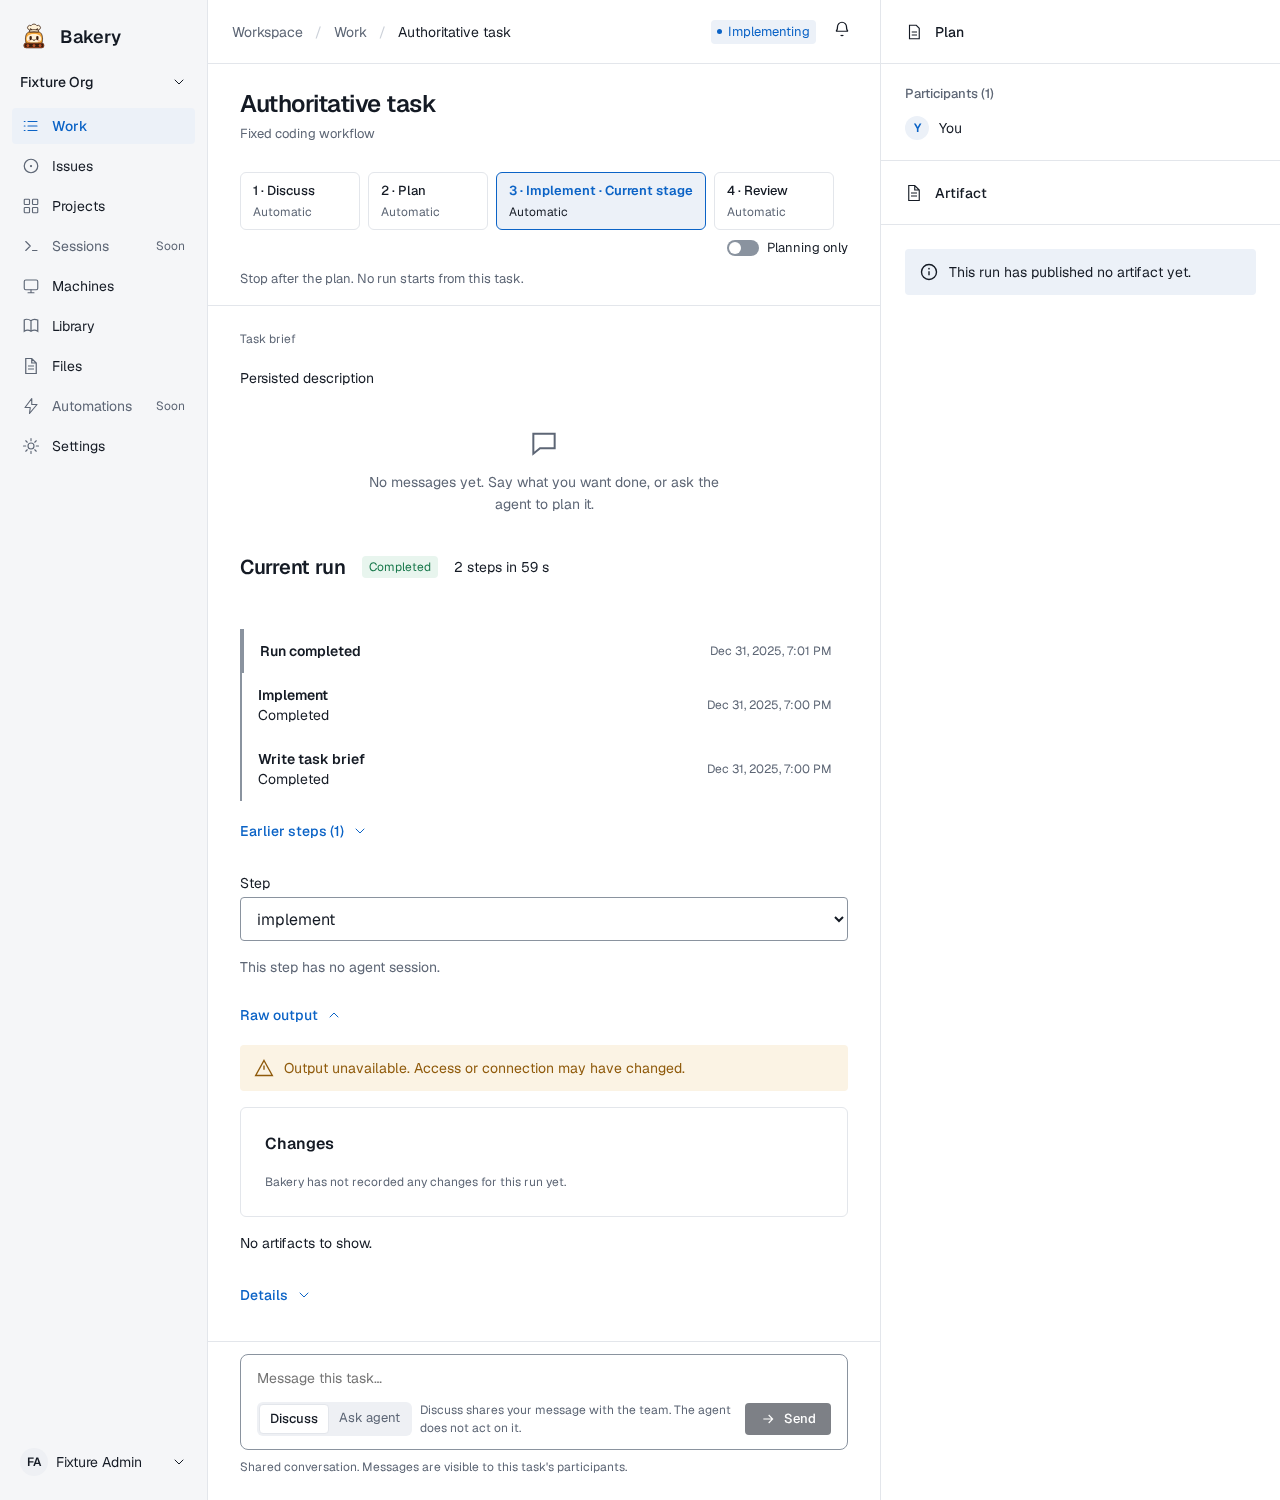 Bakery
Fixture Org
Work
Issues
Projects
Sessions Soon
Machines
Library
Files
Automations Soon
Settings
FA Fixture Admin
Workspace / Work / Authoritative task
Implementing
Authoritative task
Fixed coding workflow
1 · Discuss
Automatic
2 · Plan
Automatic
3 · Implement · Current stage
Automatic
4 · Review
Automatic
Planning only
Stop after the plan. No run starts from this task.
Task brief
Persisted description
No messages yet. Say what you want done, or ask the
agent to plan it.
Current run Completed 2 steps in 59 s
Run completed Dec 31, 2025, 7:01 PM
Implement
Completed
Dec 31, 2025, 7:00 PM
Write task brief
Completed
Dec 31, 2025, 7:00 PM
Earlier steps (1)
Step
implement
This step has no agent session.
Raw output
Output unavailable. Access or connection may have changed.
Changes
Bakery has not recorded any changes for this run yet.
No artifacts to show.
Details
Message this task...
Discuss Ask agent
Discuss shares your message with the team. The agent
does not act on it.
Send
Shared conversation. Messages are visible to this task's participants.
Plan
Participants (1)
Y You
Artifact
This run has published no artifact yet.